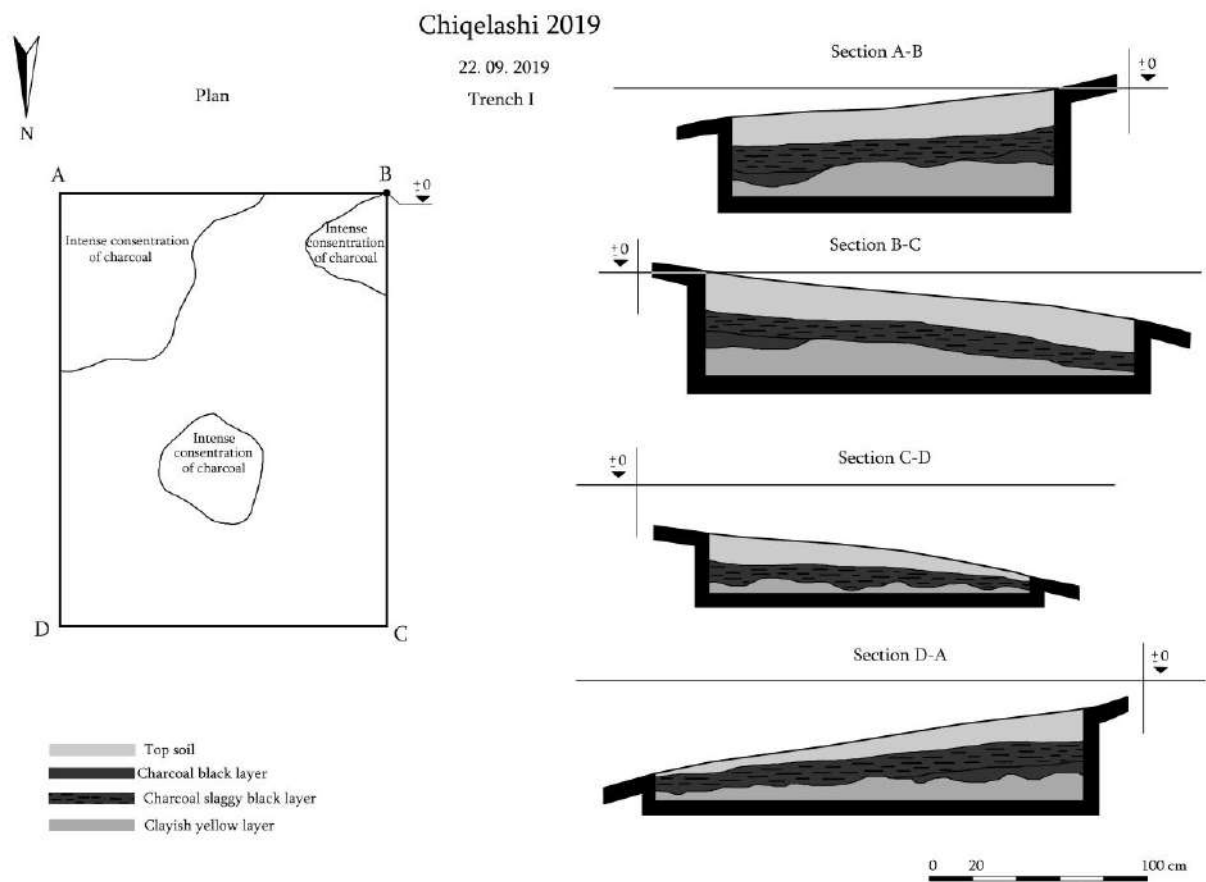 Chiqelashi 2019
22. 09. 2019
Trench I
Plan
N
A
B
±0
Intense consentration
of charcoal
Intense
consentration
of charcoal
Intense
consentration
of charcoal
D
C
Top soil
Charcoal black layer
Charcoal slaggy black layer
Clayish yellow layer
Section A-B
±0
Section B-C
±0
Section C-D
±0
Section D-A
±0
0 20 100 cm